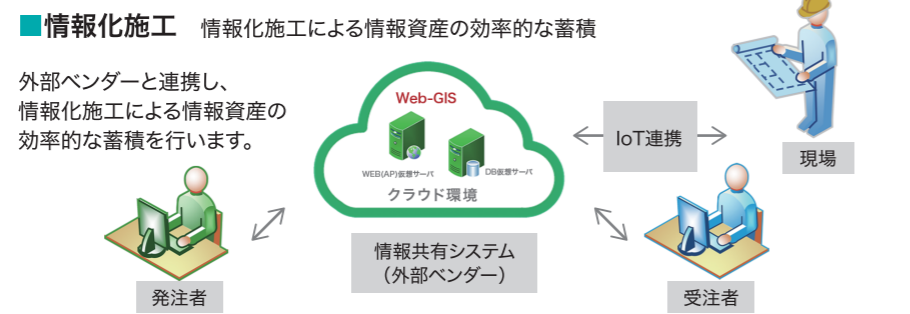 ■情報化施工　情報化施工による情報資産の効率的な蓄積
外部ベンダーと連携し、
情報化施工による情報資産の
効率的な蓄積を行います。
Web-GIS
WEB(AP)仮想サーバ
DB仮想サーバ
クラウド環境
IoT連携
現場
情報共有システム
（外部ベンダー）
発注者
受注者